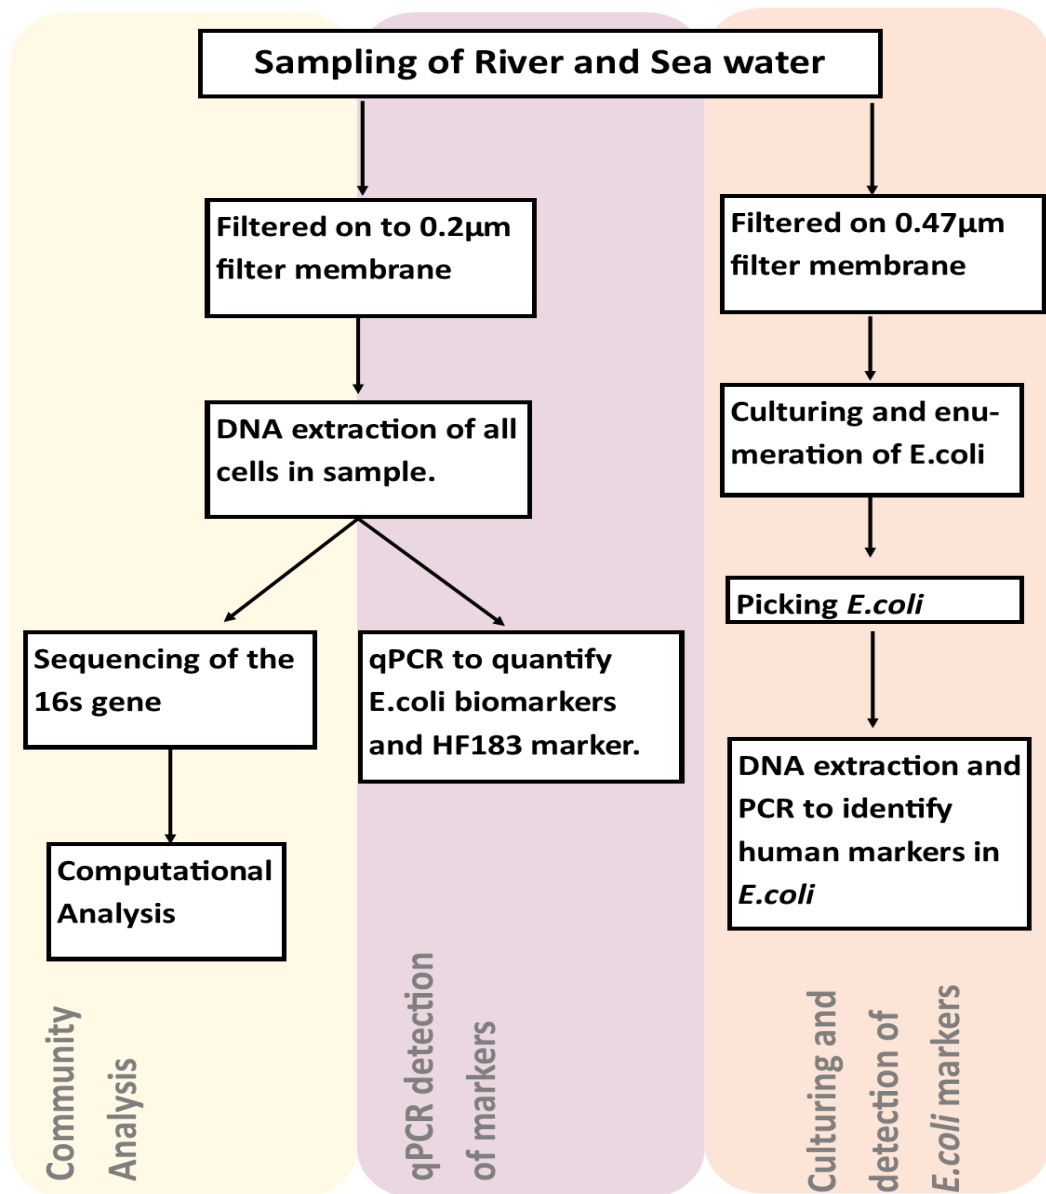 Sampling of River and Sea water
Filtered on to 0.2µm
filter membrane
Filtered on 0.47µm
filter membrane
DNA extraction of all
cells in sample.
Culturing and enu-
meration of E.coli
Picking E.coli
Sequencing of the
16s gene
qPCR to quantify
E.coli biomarkers
and HF183 marker.
DNA extraction and
PCR to identify
human markers in
E.coli
Computational
Analysis
Community
Analysis
qPCR detection
of markers
Culturing and
detection of
E.coli markers